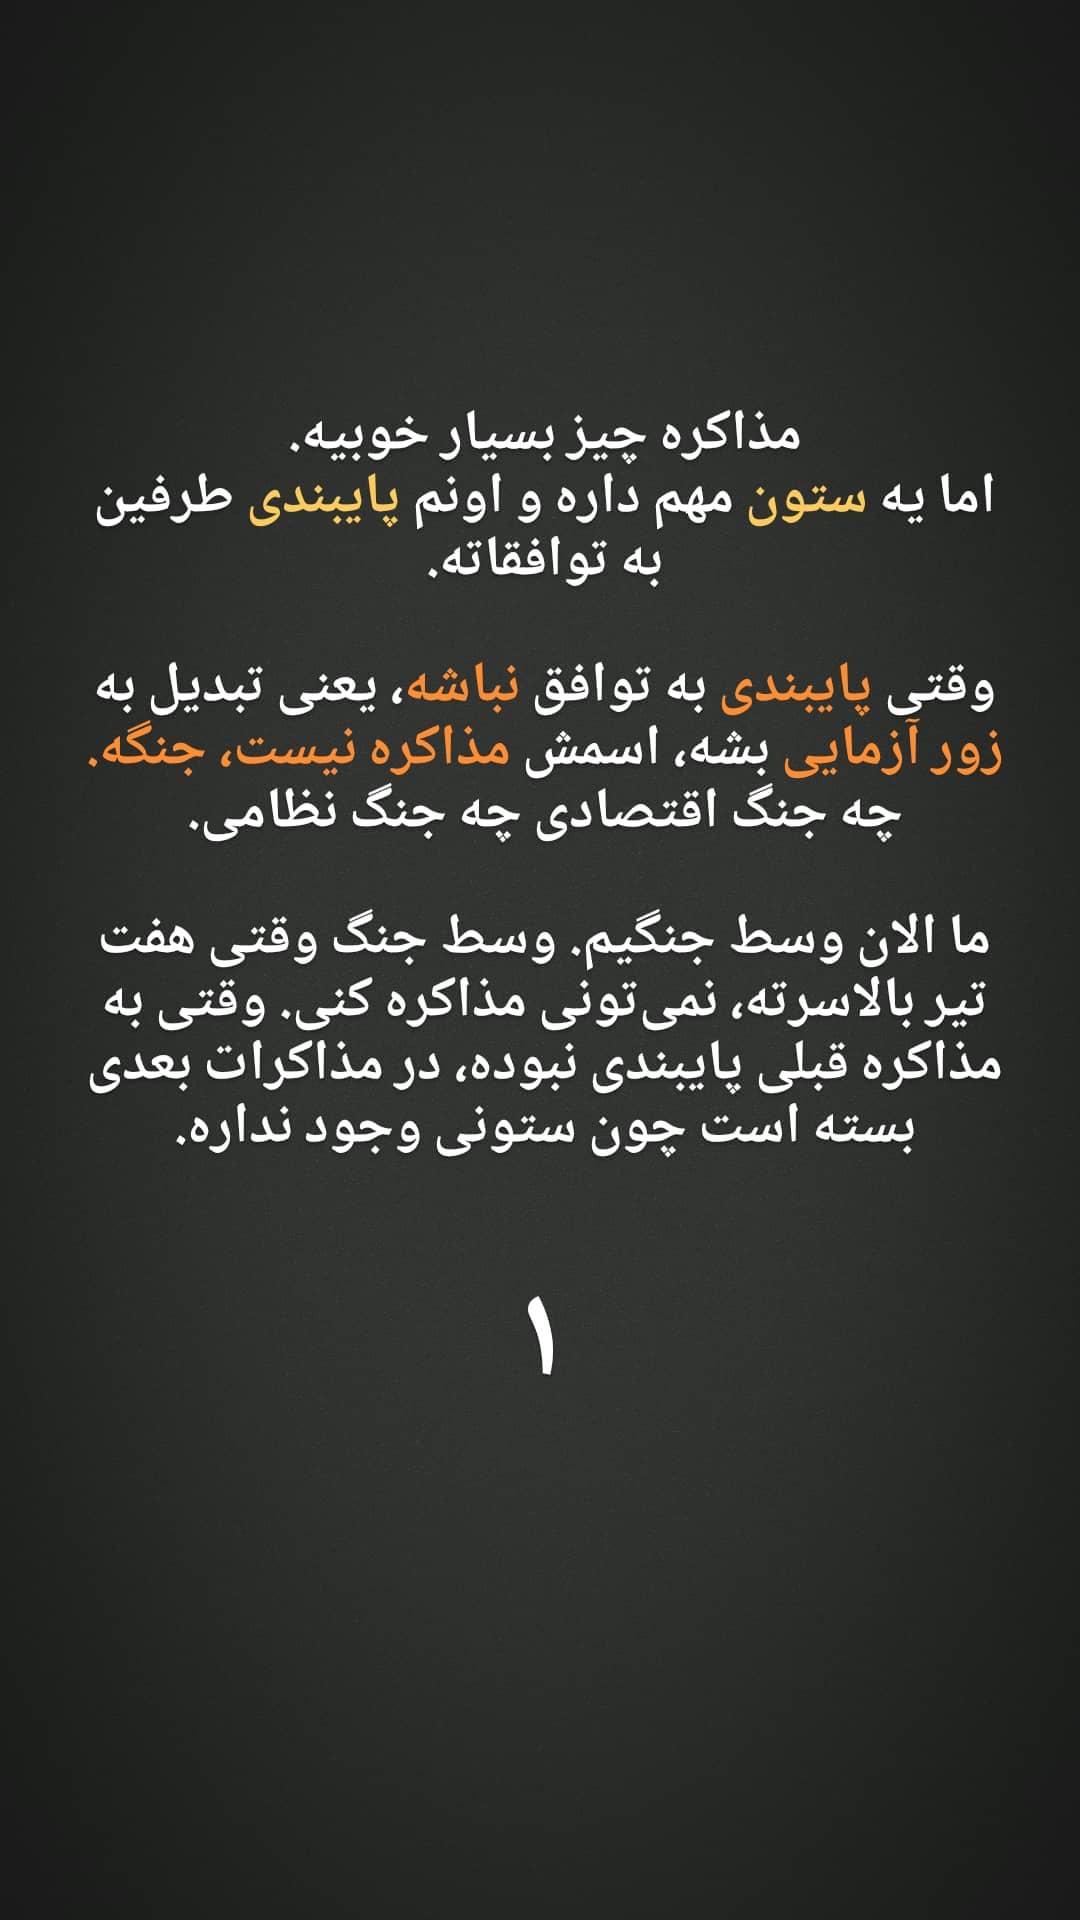 مذاکره چیز بسیار خوبیه.
اما یه ستون مهم داره و اونم پایبندی طرفین
به توافقاته.
وقتی پایبندی به توافق نباشه، یعنی تبدیل به
زور آزمایی بشه، اسمش مذاکره نیست، جنگه.
چه جنگ اقتصادی چه جنگ نظامی.
ما الان وسط جنگیم. وسط جنگ وقتی هفت
تیر بالاسرته، نمی‌تونی مذاکره کنی. وقتی به
مذاکره قبلی پایبندی نبوده، در مذاکرات بعدی
بسته است چون ستونی وجود نداره.
۱